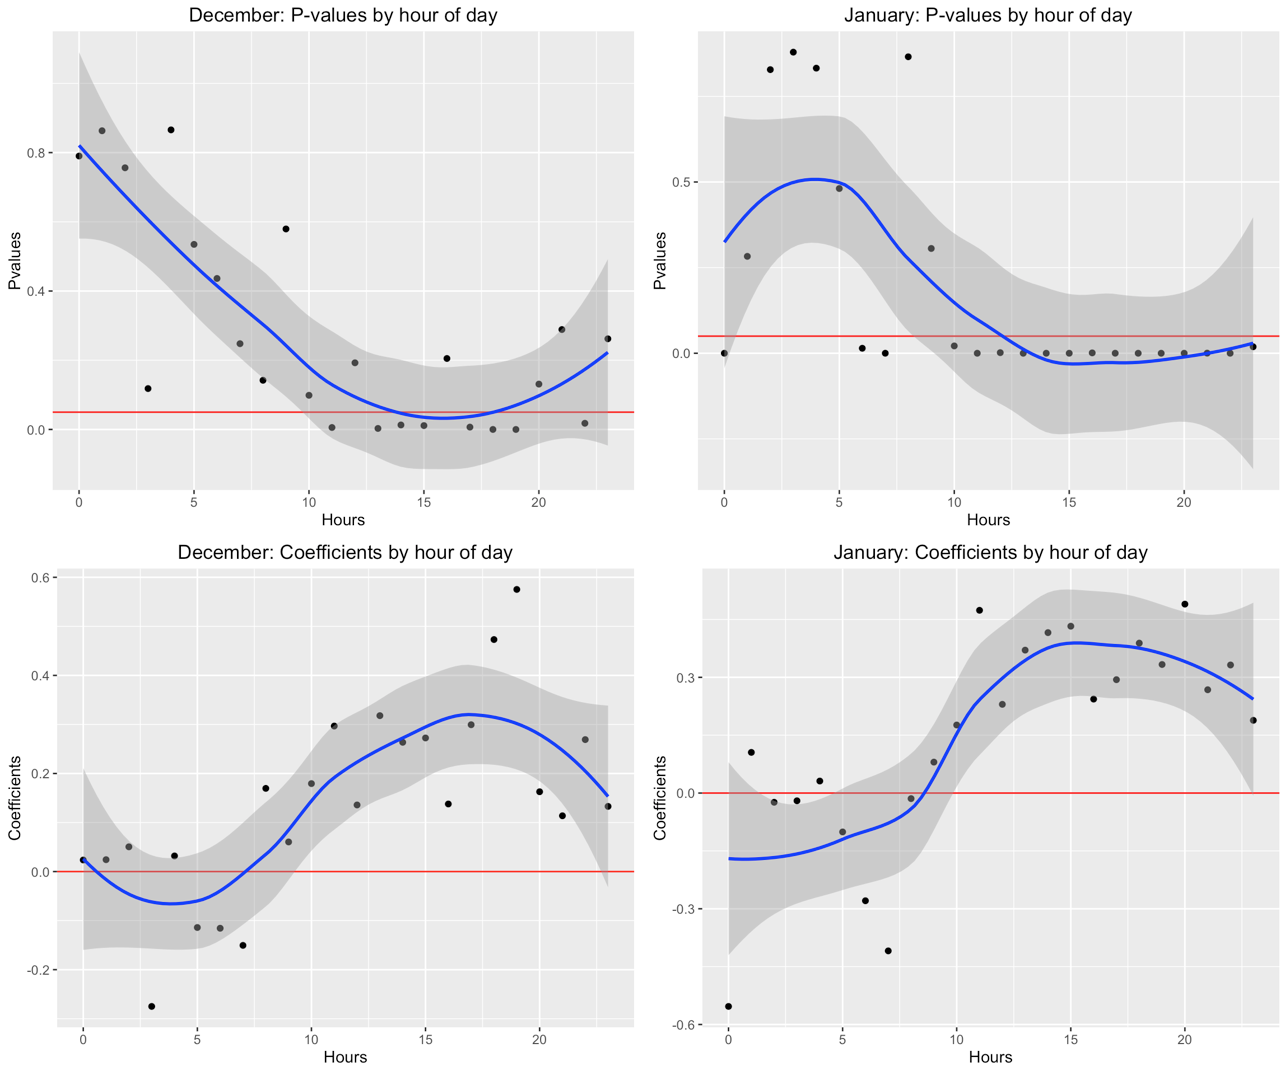 December: P-values by hour of day
Pvalues
0.8
0.4
0.0
0 5 10 15 20
Hours
January: P-values by hour of day
Pvalues
0.5
0.0
0 5 10 15 20
Hours
December: Coefficients by hour of day
Coefficients
0.6
0.4
0.2
0.0
-0.2
0 5 10 15 20
Hours
January: Coefficients by hour of day
Coefficients
0.3
0.0
-0.3
-0.6
0 5 10 15 20
Hours